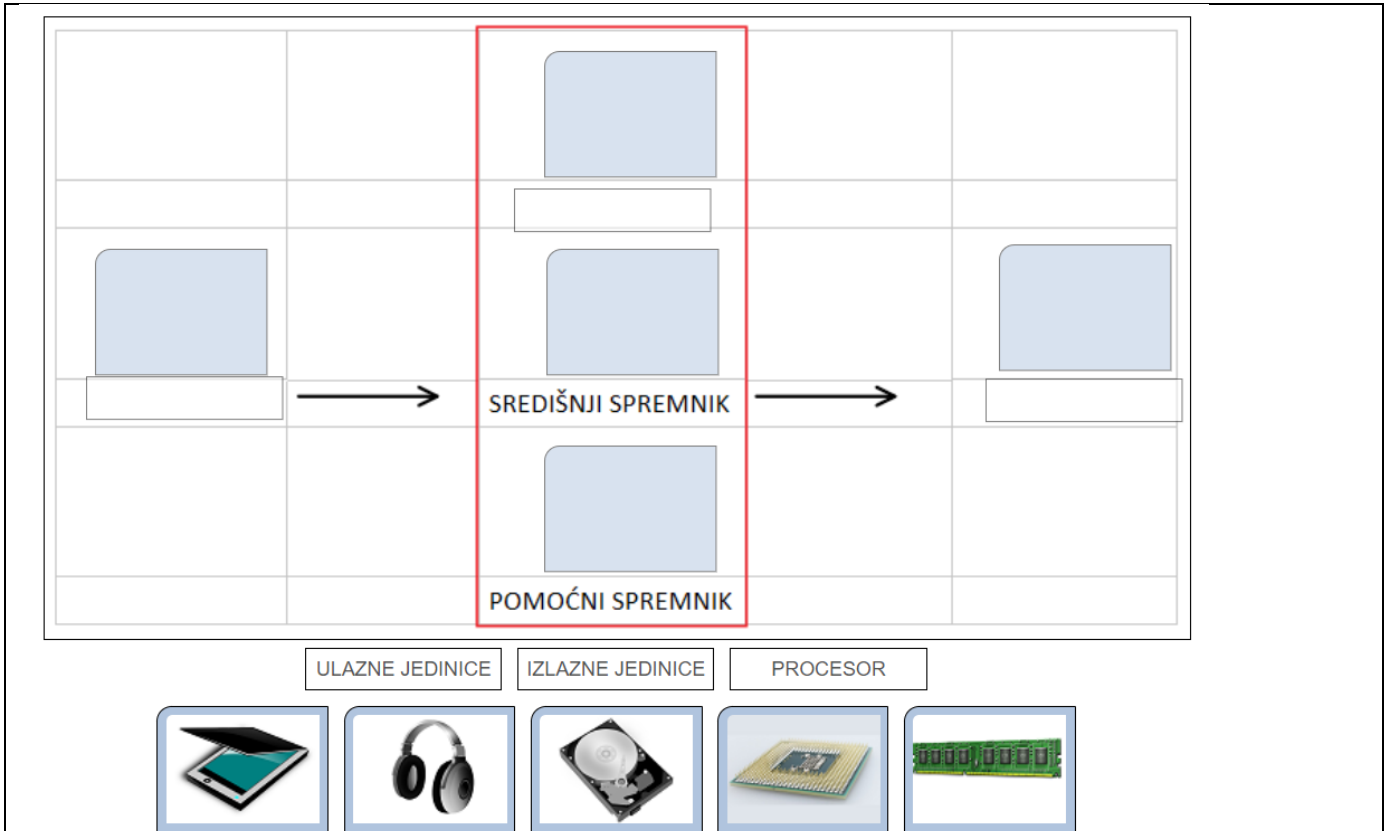 SREDIŠNJI SPREMNIK
POMOĆNI SPREMNIK
ULAZNE JEDINICE
IZLAZNE JEDINICE
PROCESOR